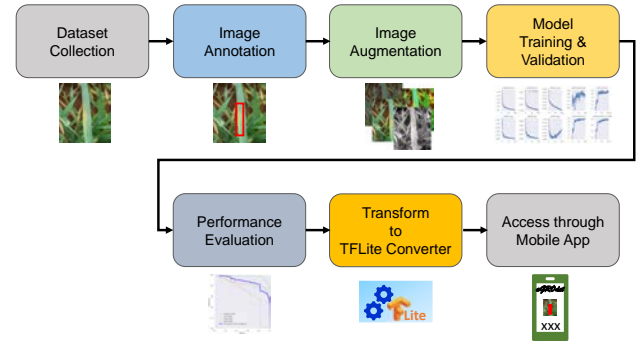 Dataset
Collection
Image
Annotation
Image
Augmentation
Model
Training &
Validation
Performance
Evaluation
Transform
to
TFLite Converter
Access through
Mobile App
Lite
XXX